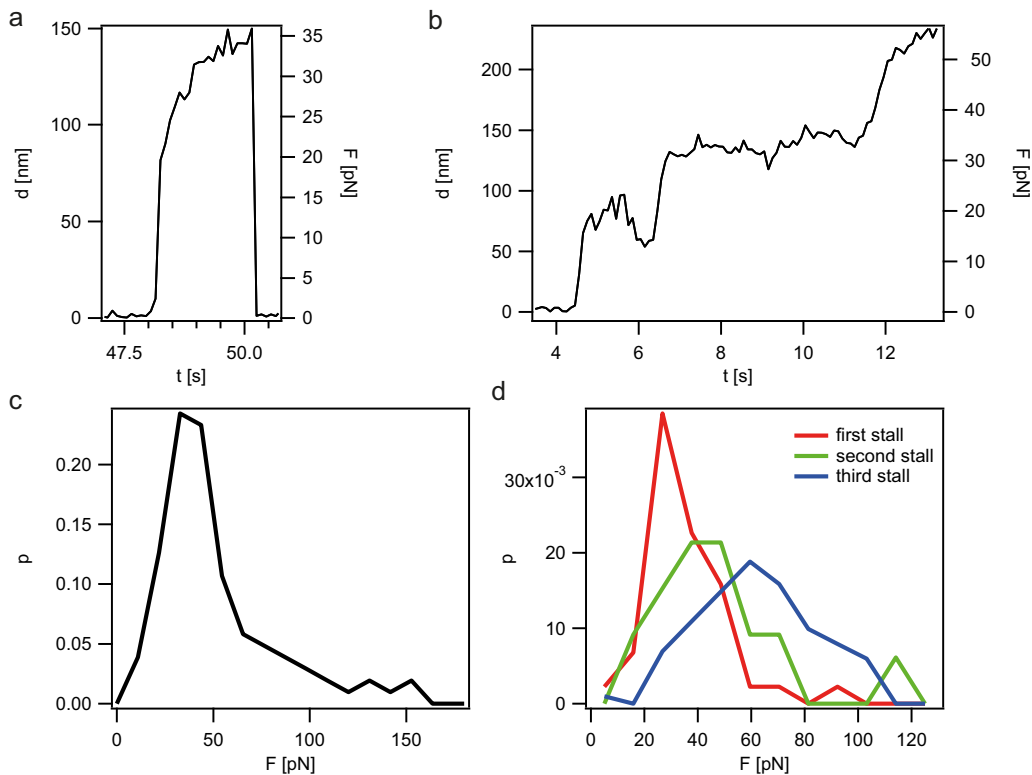 a
150
100
50
0
d [nm]
35
30
25
20
15
10
5
0
F [pN]
47.5
50.0
t [s]
b
200
150
100
50
0
d [nm]
50
40
30
20
10
0
F [pN]
4
6
8
10
12
t [s]
c
0.20
0.15
0.10
0.05
0.00
p
0
50
100
150
F [pN]
d
first stall
second stall
third stall
30x10⁻³
20
10
0
p
0
20
40
60
80
100
120
F [pN]